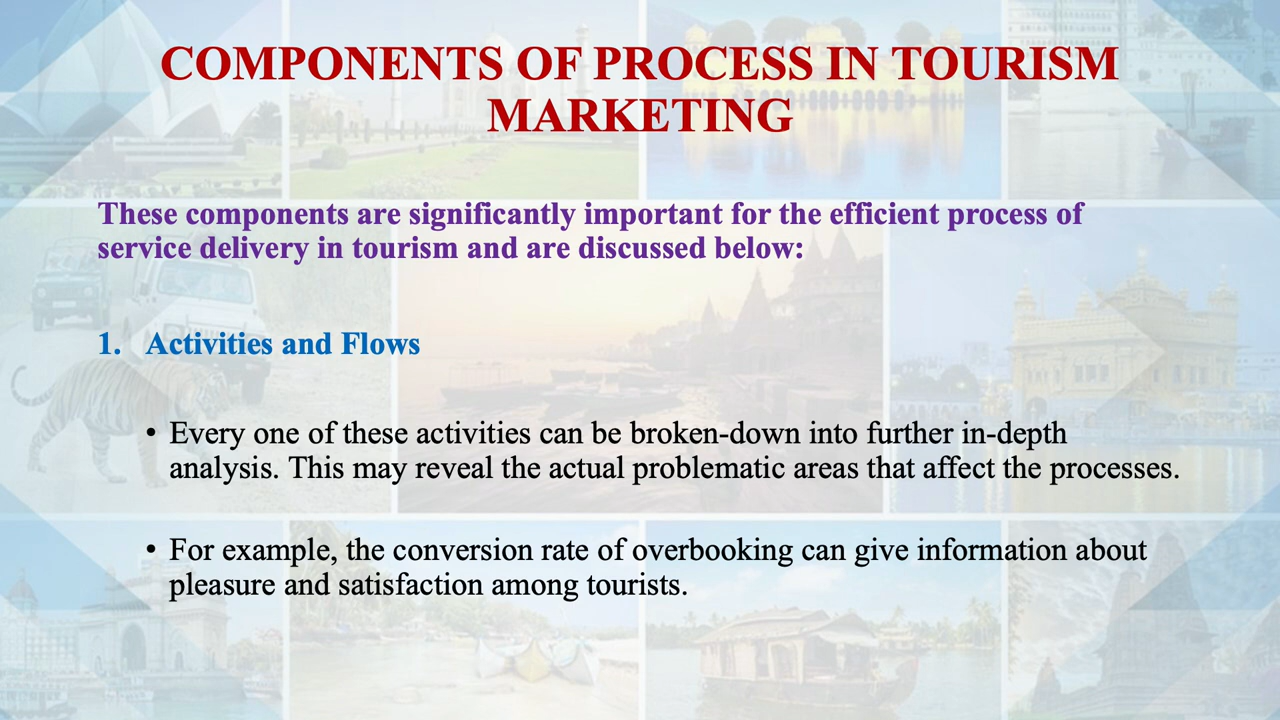 COMPONENTS OF PROCESS IN TOURISM
MARKETING
These components are significantly important for the efficient process of
service delivery in tourism and are discussed below:
1. Activities and Flows
• Every one of these activities can be broken-down into further in-depth
analysis. This may reveal the actual problematic areas that affect the processes.
• For example, the conversion rate of overbooking can give information about
pleasure and satisfaction among tourists.